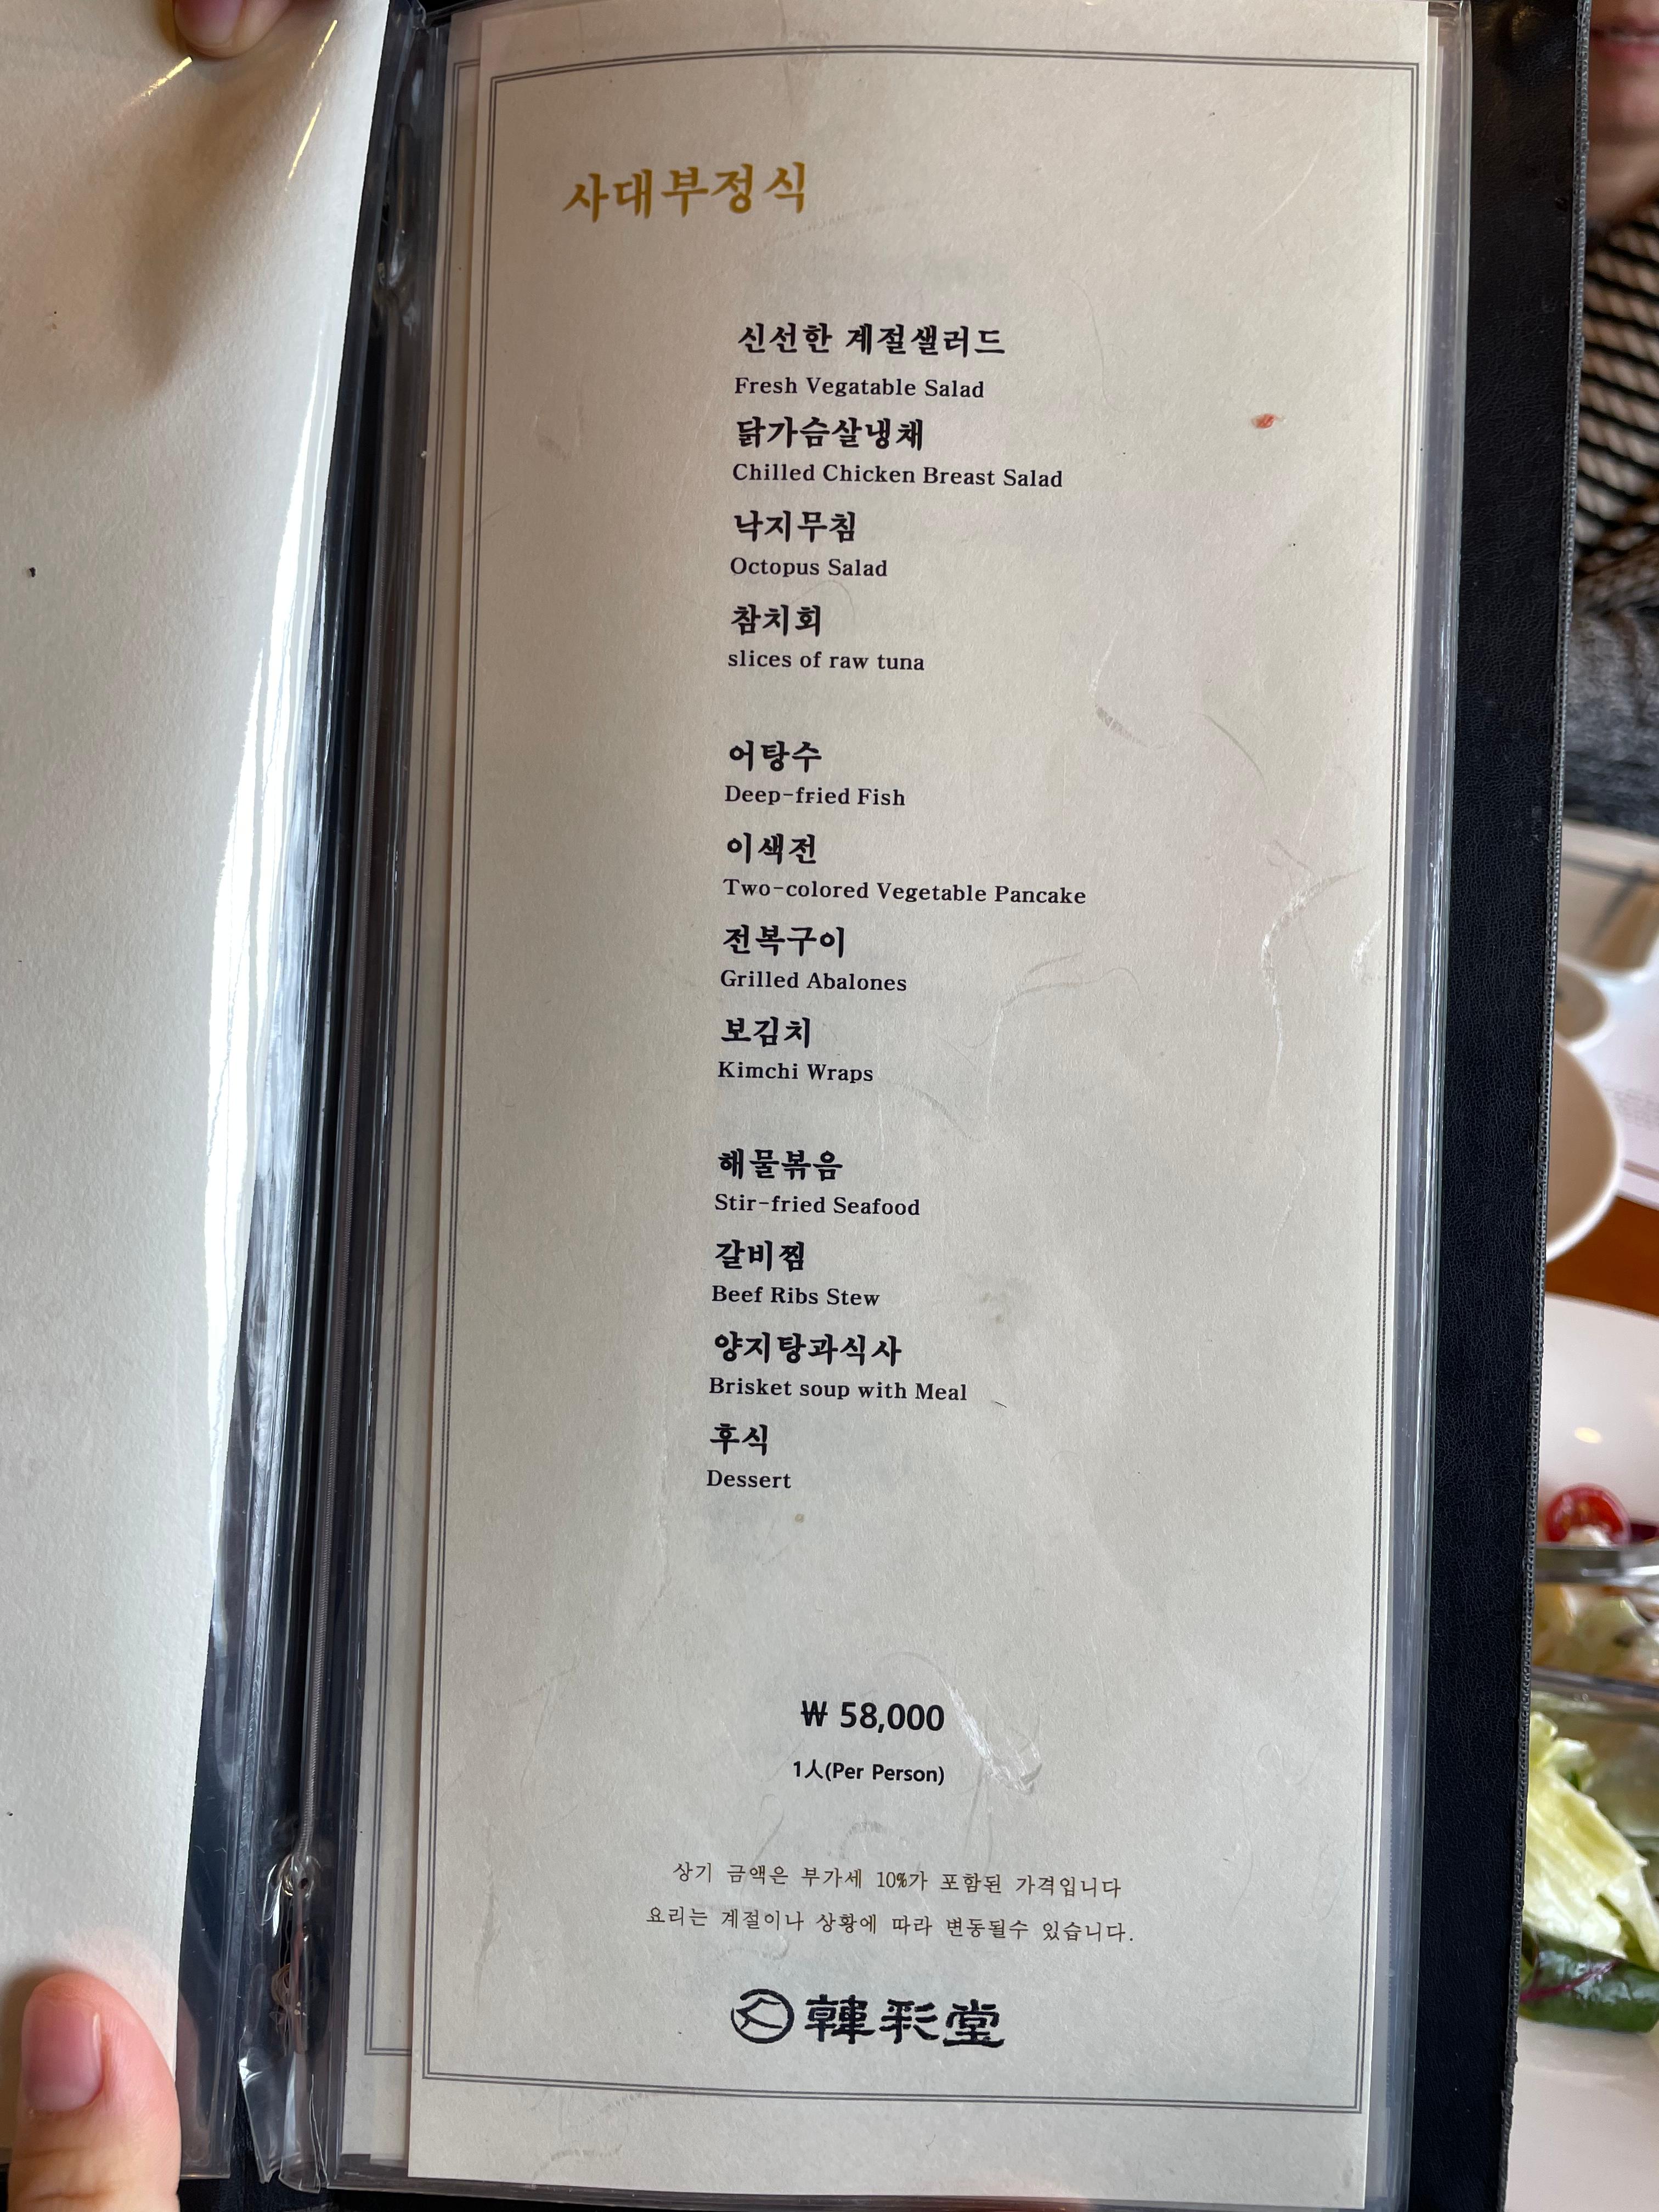 사대부정식
신선한 계절샐러드
Fresh Vegatable Salad
닭가슴살냉채
Chilled Chicken Breast Salad
낙지무침
Octopus Salad
참치회
slices of raw tuna
어탕수
Deep-fried Fish
이색전
Two-colored Vegetable Pancake
전복구이
Grilled Abalones
보김치
Kimchi Wraps
해물볶음
Stir-fried Seafood
갈비찜
Beef Ribs Stew
양지탕과식사
Brisket soup with Meal
후식
Dessert
₩ 58,000
1人(Per Person)
상기 금액은 부가세 10%가 포함된 가격입니다
요리는 계절이나 상황에 따라 변동될수 있습니다.
韓彩堂